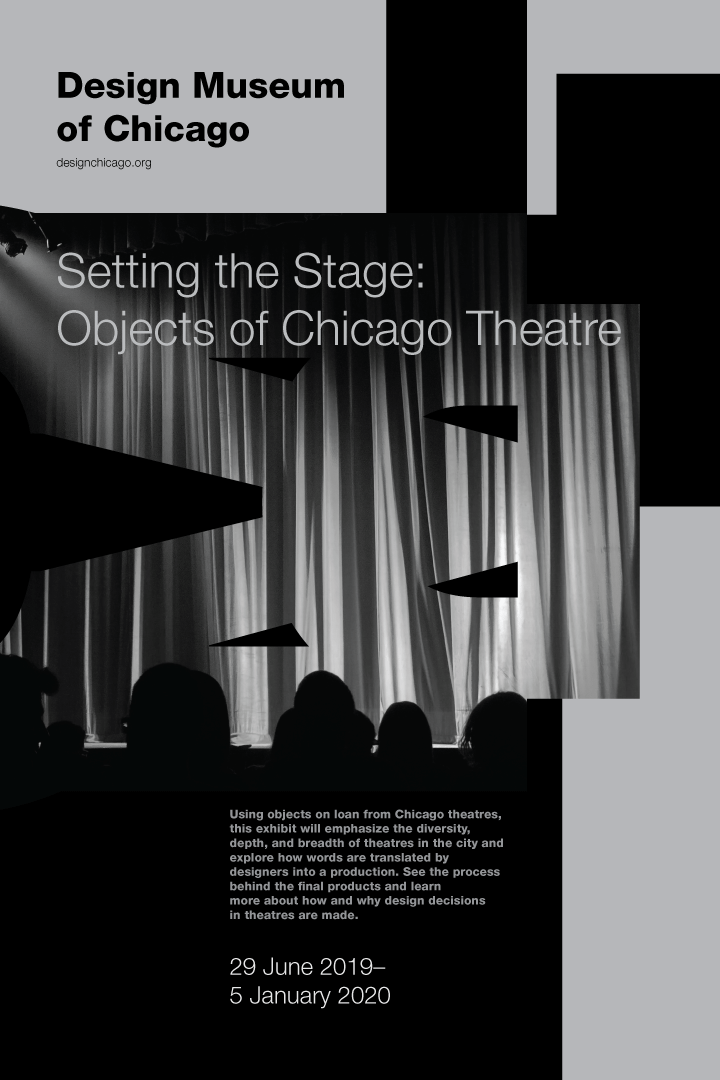 Design Museum
of Chicago
designchicago.org
Setting the Stage:
Objects of Chicago Theatre
Using objects on loan from Chicago theatres,
this exhibit will emphasize the diversity,
depth, and breadth of theatres in the city and
explore how words are translated by
designers into a production. See the process
behind the final products and learn
more about how and why design decisions
in theatres are made.
29 June 2019–
5 January 2020